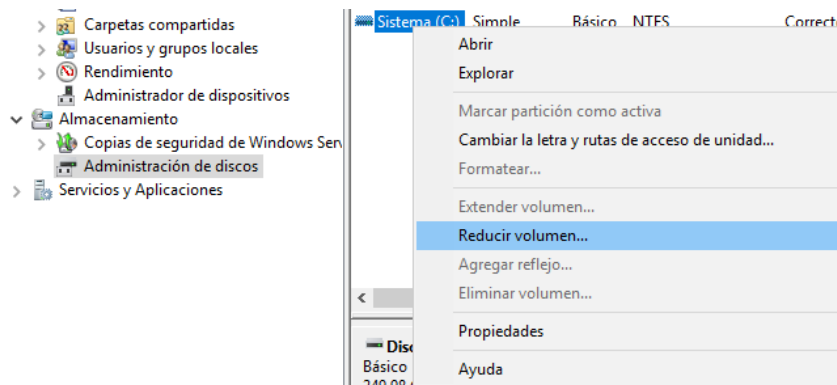 Carpetas compartidas
Usuarios y grupos locales
Rendimiento
Administrador de dispositivos
Almacenamiento
Copias de seguridad de Windows Serv
Administración de discos
Servicios y Aplicaciones
Sistema (C:) Simple Básico NTFS Correct
Abrir
Explorar
Marcar partición como activa
Cambiar la letra y rutas de acceso de unidad...
Formatear...
Extender volumen...
Reducir volumen...
Agregar reflejo...
Eliminar volumen...
Propiedades
Ayuda
Disc
Básico